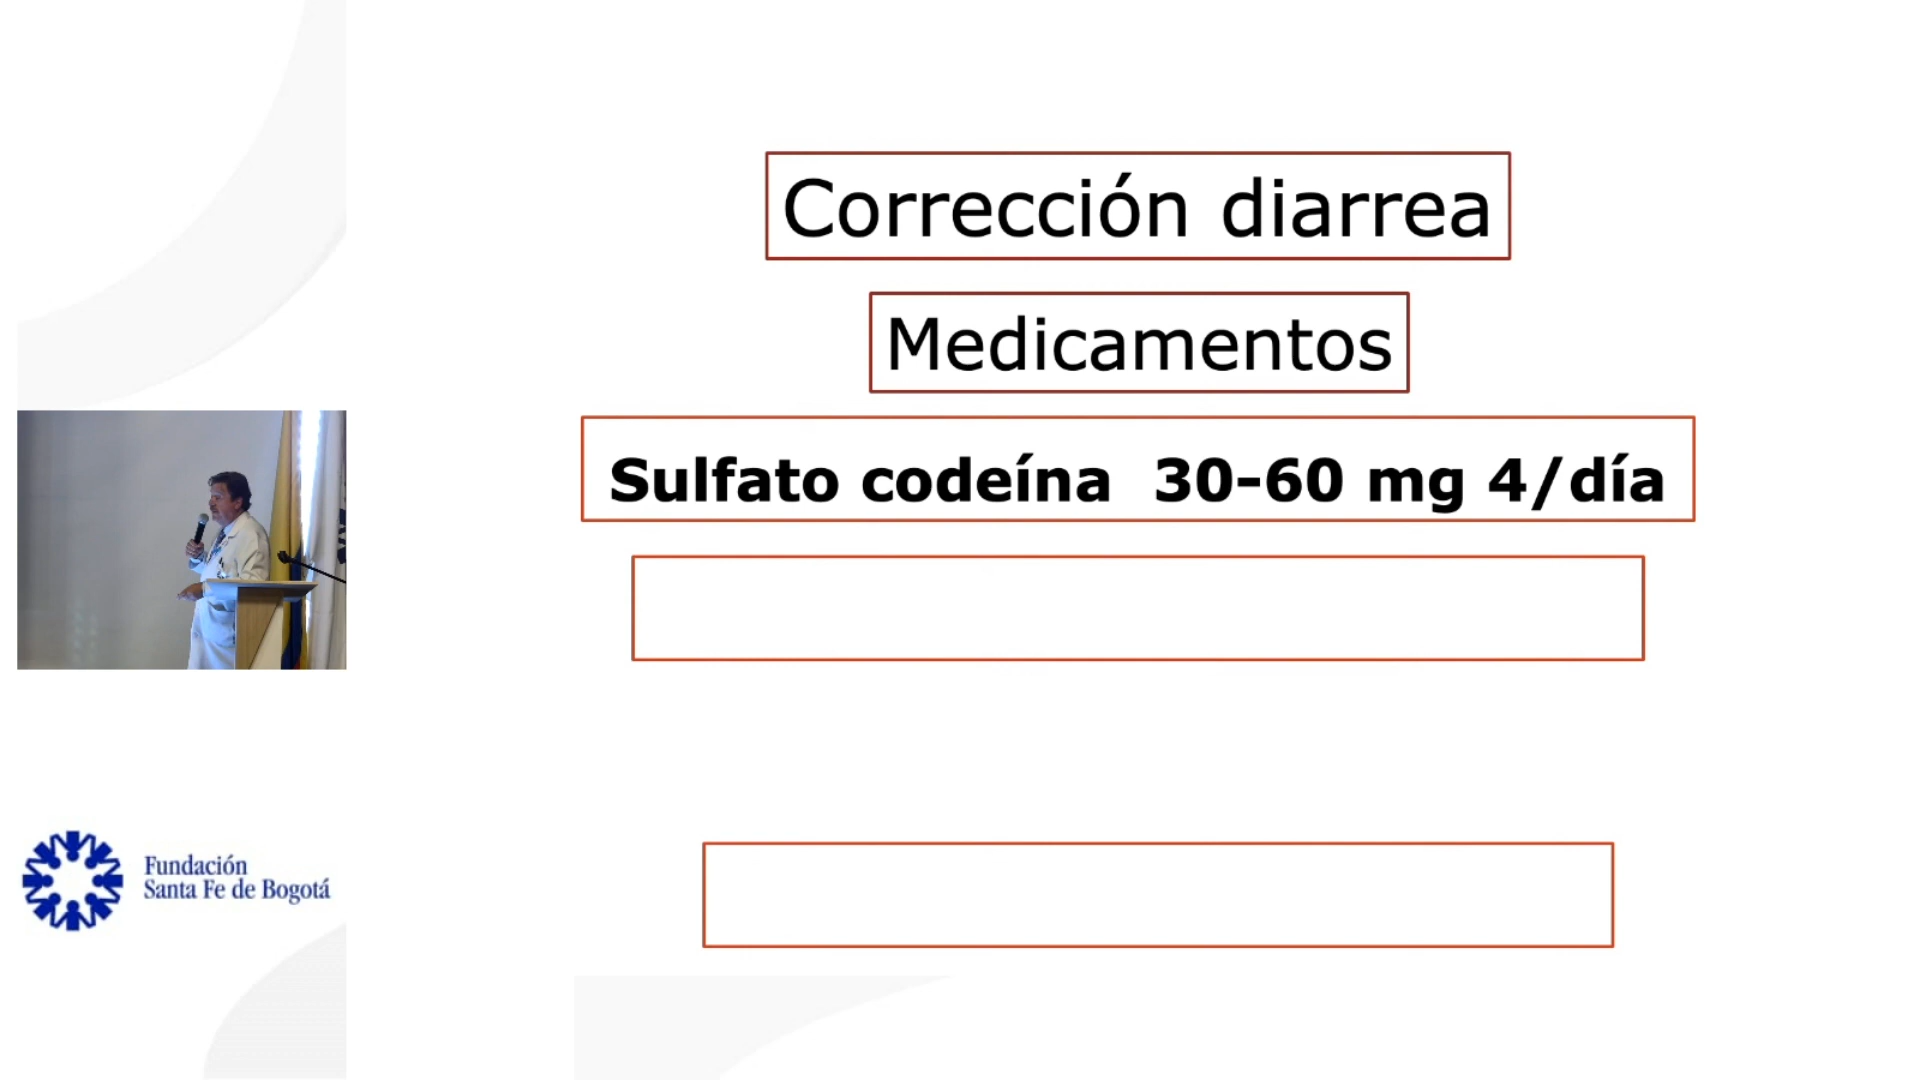 Corrección diarrea
Medicamentos
Sulfato codeína  30-60 mg 4/día
Fundación
Santa Fe de Bogotá